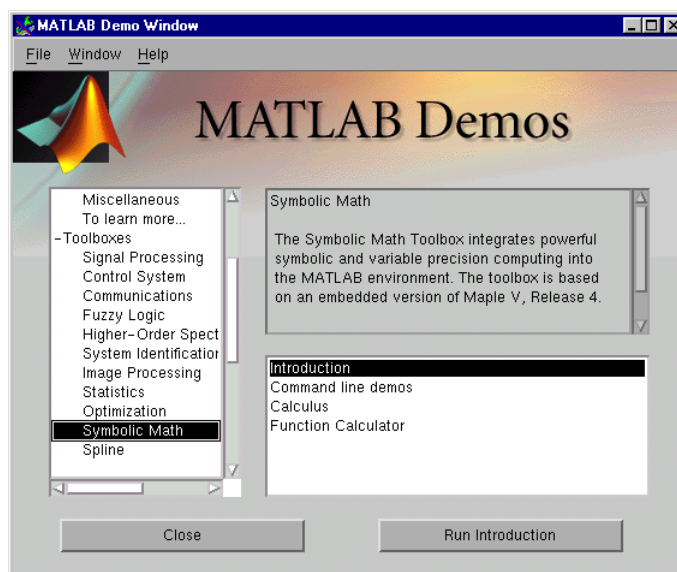 MATLAB Demo Window
File Window Help
MATLAB Demos
Miscellaneous
To learn more...
-Toolboxes
Signal Processing
Control System
Communications
Fuzzy Logic
Higher-Order Spect
System Identification
Image Processing
Statistics
Optimization
Symbolic Math
Spline
Symbolic Math
The Symbolic Math Toolbox integrates powerful
symbolic and variable precision computing into
the MATLAB environment. The toolbox is based
on an embedded version of Maple V, Release 4.
Introduction
Command line demos
Calculus
Function Calculator
Close
Run Introduction